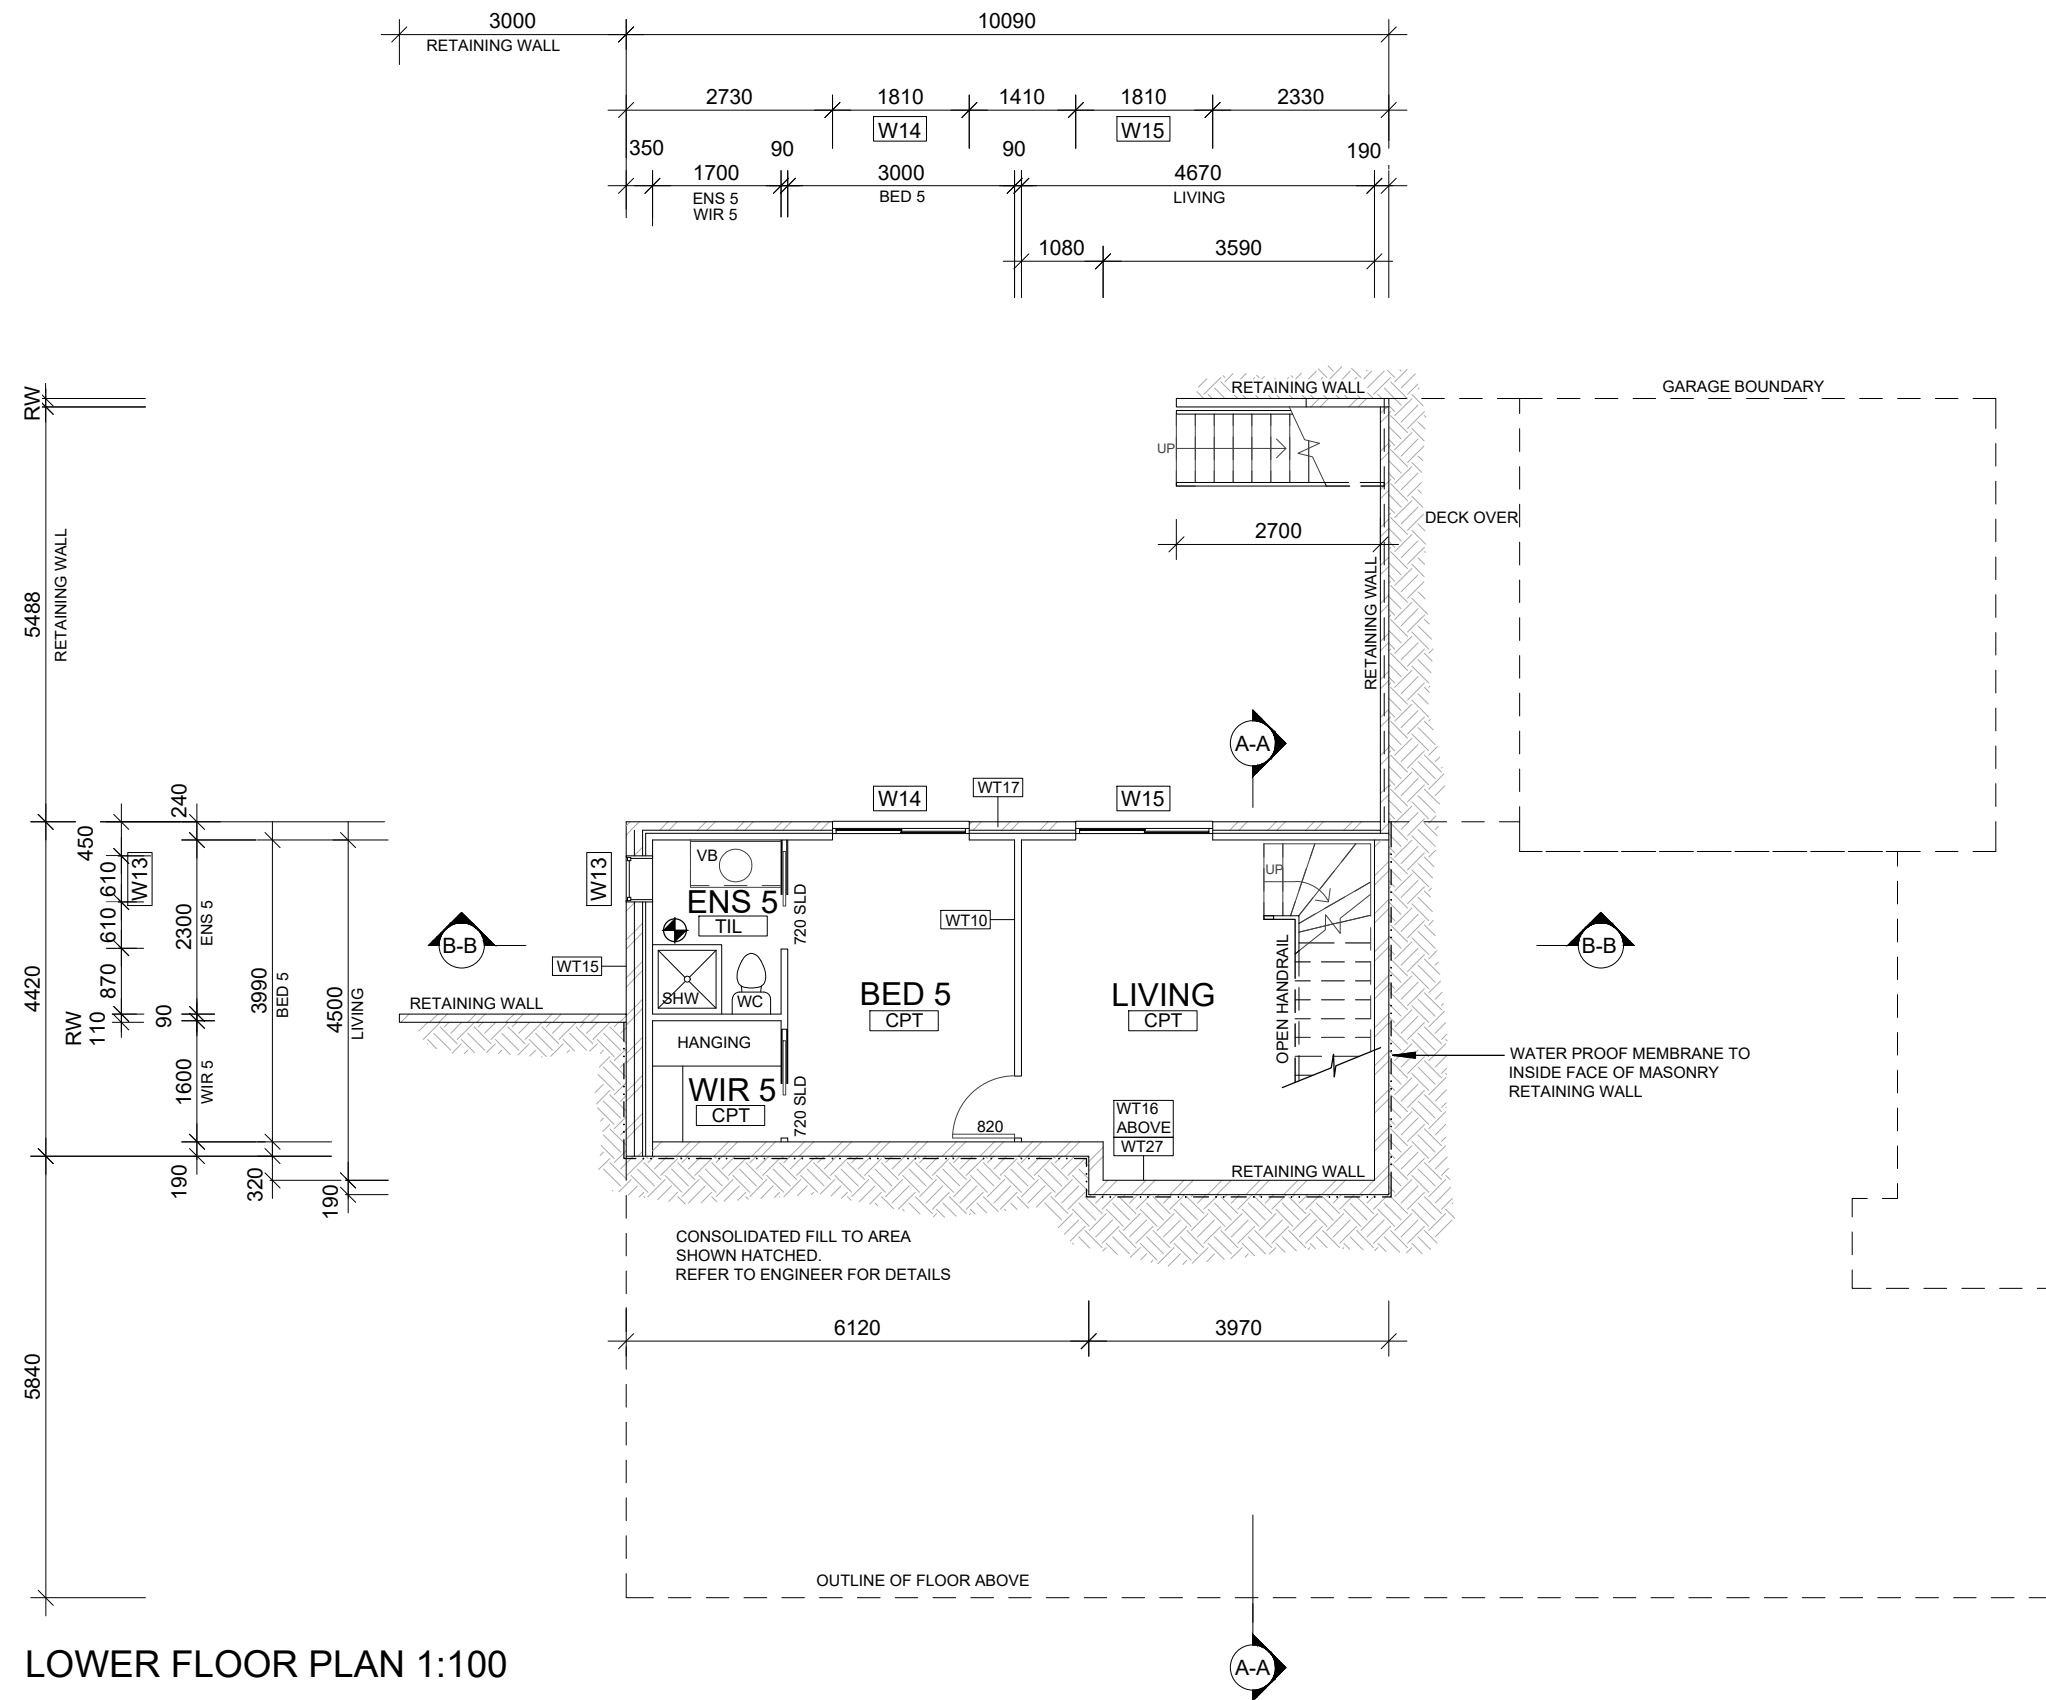 3000
10090
RETAINING WALL
2730
1810
1410
1810
2330
W14
W15
350
90
90
190
1700
3000
4670
ENS 5
WIR 5
BED 5
LIVING
1080
3590
RW
RETAINING WALL
GARAGE BOUNDARY
UP
DECK OVER
2700
5488
RETAINING WALL
RETAINING WALL
A-A
240
450
W14
WT17
W15
610
W13
W13
VB
UP
610
2300
ENS 5
ENS 5
TIL
720 SLD
WT10
B-B
B-B
WT15
OPEN HANDRAIL
4420
870
3990
BED 5
4500
LIVING
RETAINING WALL
SHW
WC
BED 5
CPT
LIVING
CPT
RW
110
90
HANGING
1600
WIR 5
WIR 5
CPT
720 SLD
820
WT16
ABOVE
WT27
WATER PROOF MEMBRANE TO
INSIDE FACE OF MASONRY
RETAINING WALL
190
320
190
RETAINING WALL
CONSOLIDATED FILL TO AREA
SHOWN HATCHED.
REFER TO ENGINEER FOR DETAILS
6120
3970
5840
OUTLINE OF FLOOR ABOVE
LOWER FLOOR PLAN 1:100
A-A